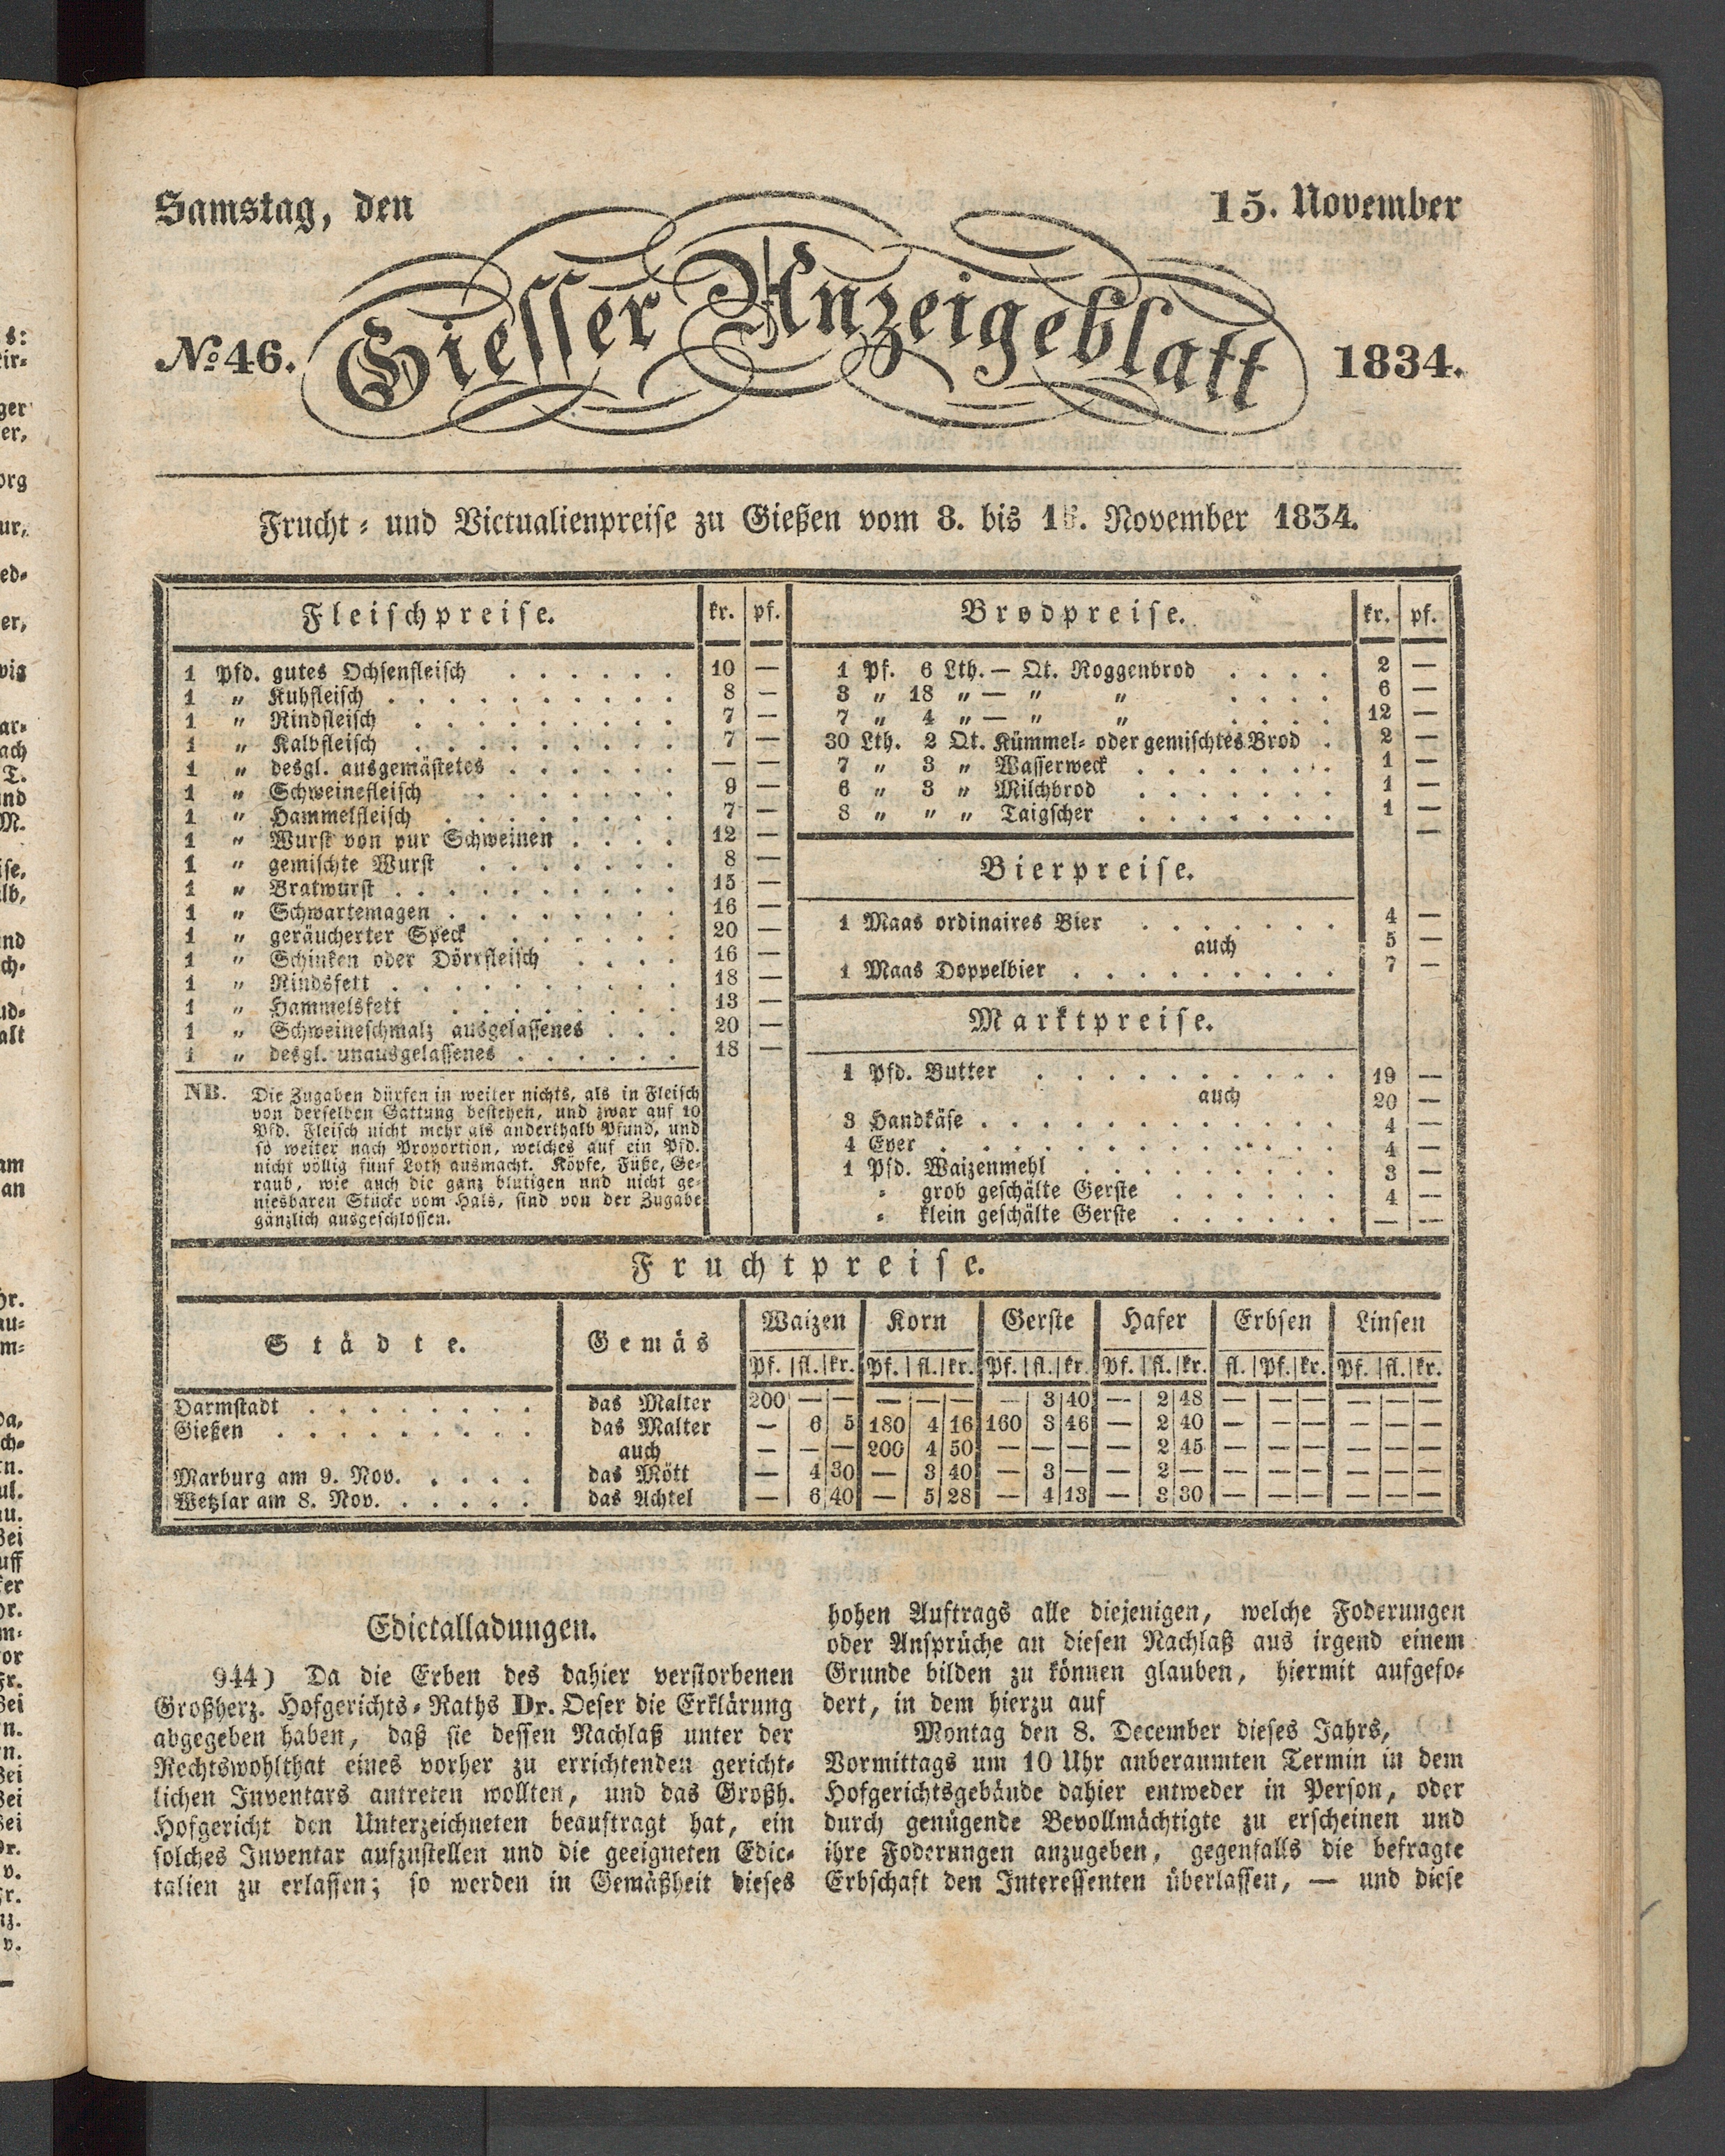 Samstag, den 15. November
No. 46. Giesser Anzeigeblatt 1834.
Frucht- und Victualienpreise zu Gießen vom 8. bis November 1834.
Fleischpreise. kr. pf.
1 Pfd. gutes Ochsenfleisch . . . . . . 10 —
1 „ Kuhfleisch . . . . . . . . . . 8 —
1 „ Rindfleisch . . . . . . . . . 7 —
1 „ Kalbfleisch . . . . . . . . . 7 —
1 „ desgl. ausgemästetes . . . . . . — —
1 „ Schweinefleisch . . . . . . . 9 —
1 „ Hammelfleisch . . . . . . . . 7 —
1 „ Wurst von pur Schweinen . . . . 12 —
1 „ gemischte Wurst . . . . . . . 8 —
1 „ Bratwurst . . . . . . . . . . 15 —
1 „ Schwartemagen . . . . . . . . 16 —
1 „ geräucherter Speck . . . . . . 20 —
1 „ Schinken oder Dörrfleisch . . . . 16 —
1 „ Rindsfett . . . . . . . . . . 18 —
1 „ Hammelsfett . . . . . . . . 13 —
1 „ Schweineschmalz ausgelassenes . . . 20 —
1 „ desgl. unausgelassenes . . . . . . 18 —
NB. Die Zugaben dürfen in weiter nichts, als in Fleisch
von derselben Gattung bestehen, und zwar auf 10
Pfd. Fleisch nicht mehr als anderthalb Pfund, und
so weiter nach Proportion, welches auf ein Pfd.
nicht völlig fünf Loth ausmacht. Köpfe, Füße, Ge-
raub, wie auch die ganz blutigen und nicht ge-
niesbaren Stücke vom Hals, sind von der Zugabe
gänzlich ausgeschlossen.
Brodpreise. kr. pf.
1 Pf. 6 Lth. — Qt. Roggenbrod . . . . 2 —
3 „ 18 „ — „ „ . . . . 6 —
7 „ 4 „ — „ „ . . . . 12 —
30 Lth. 2 Qt. Kümmel- oder gemischtes Brod . 2 —
7 „ 3 „ Wasserweck . . . . . . . 1 —
6 „ 3 „ Milchbrod . . . . . . . 1 —
8 „ „ „ Taigscher . . . . . . . 1 —
—
Bierpreise.
1 Maas ordinaires Bier . . . . . . . 4 —
auch 5 —
1 Maas Doppelbier . . . . . . . . . 7 —
Marktpreise.
1 Pfd. Butter . . . . . . . . . . 19 —
auch 20 —
3 Handkäse . . . . . . . . . . . . 4 —
4 Eyer . . . . . . . . . . . . . 4 —
1 Pfd. Waizenmehl . . . . . . . . . 3 —
„ grob geschälte Gerste . . . . . . 4 —
„ klein geschälte Gerste . . . . . . — —
Fruchtpreise.
Städte. Gemäs Waizen Korn Gerste Hafer Erbsen Linsen
Pf. fl. kr. Pf. fl. kr. Pf. fl. kr. Pf. fl. kr. fl. Pf. kr. Pf. fl. kr.
Darmstadt . . . . . . . . das Malter 200 — — — — — — 3 40 — 2 48 — — — — — —
Gießen . . . . . . . . . das Malter — 6 5 180 4 16 160 3 46 — 2 40 — — — — — —
auch — — — 200 4 50 — — — — 2 45 — — — — — —
Marburg am 9. Nov. . . . . das Mött — 4 30 — 3 40 — 3 — — 2 — — — — — — —
Wetzlar am 8. Nov. . . . . . das Achtel — 6 40 — 5 28 — 4 13 — 3 30 — — — — — —
Edictalladungen.
944) Da die Erben des dahier verstorbenen
Großherz. Hofgerichts-Raths Dr. Oeser die Erklärung
abgegeben haben, daß sie dessen Nachlaß unter der
Rechtswohlthat eines vorher zu errichtenden gericht-
lichen Inventars antreten wollten, und das Großh.
Hofgericht den Unterzeichneten beauftragt hat, ein
solches Inventar aufzustellen und die geeigneten Edic-
talien zu erlassen; so werden in Gemäßheit dieses
hohen Auftrags alle diejenigen, welche Foderungen
oder Ansprüche an diesen Nachlaß aus irgend einem
Grunde bilden zu können glauben, hiermit aufgefo-
dert, in dem hierzu auf
Montag den 8. December dieses Jahrs,
Vormittags um 10 Uhr anberaumten Termin in dem
Hofgerichtsgebäude dahier entweder in Person, oder
durch genügende Bevollmächtigte zu erscheinen und
ihre Foderungen anzugeben, gegenfalls die befragte
Erbschaft den Interessenten überlassen, — und diese